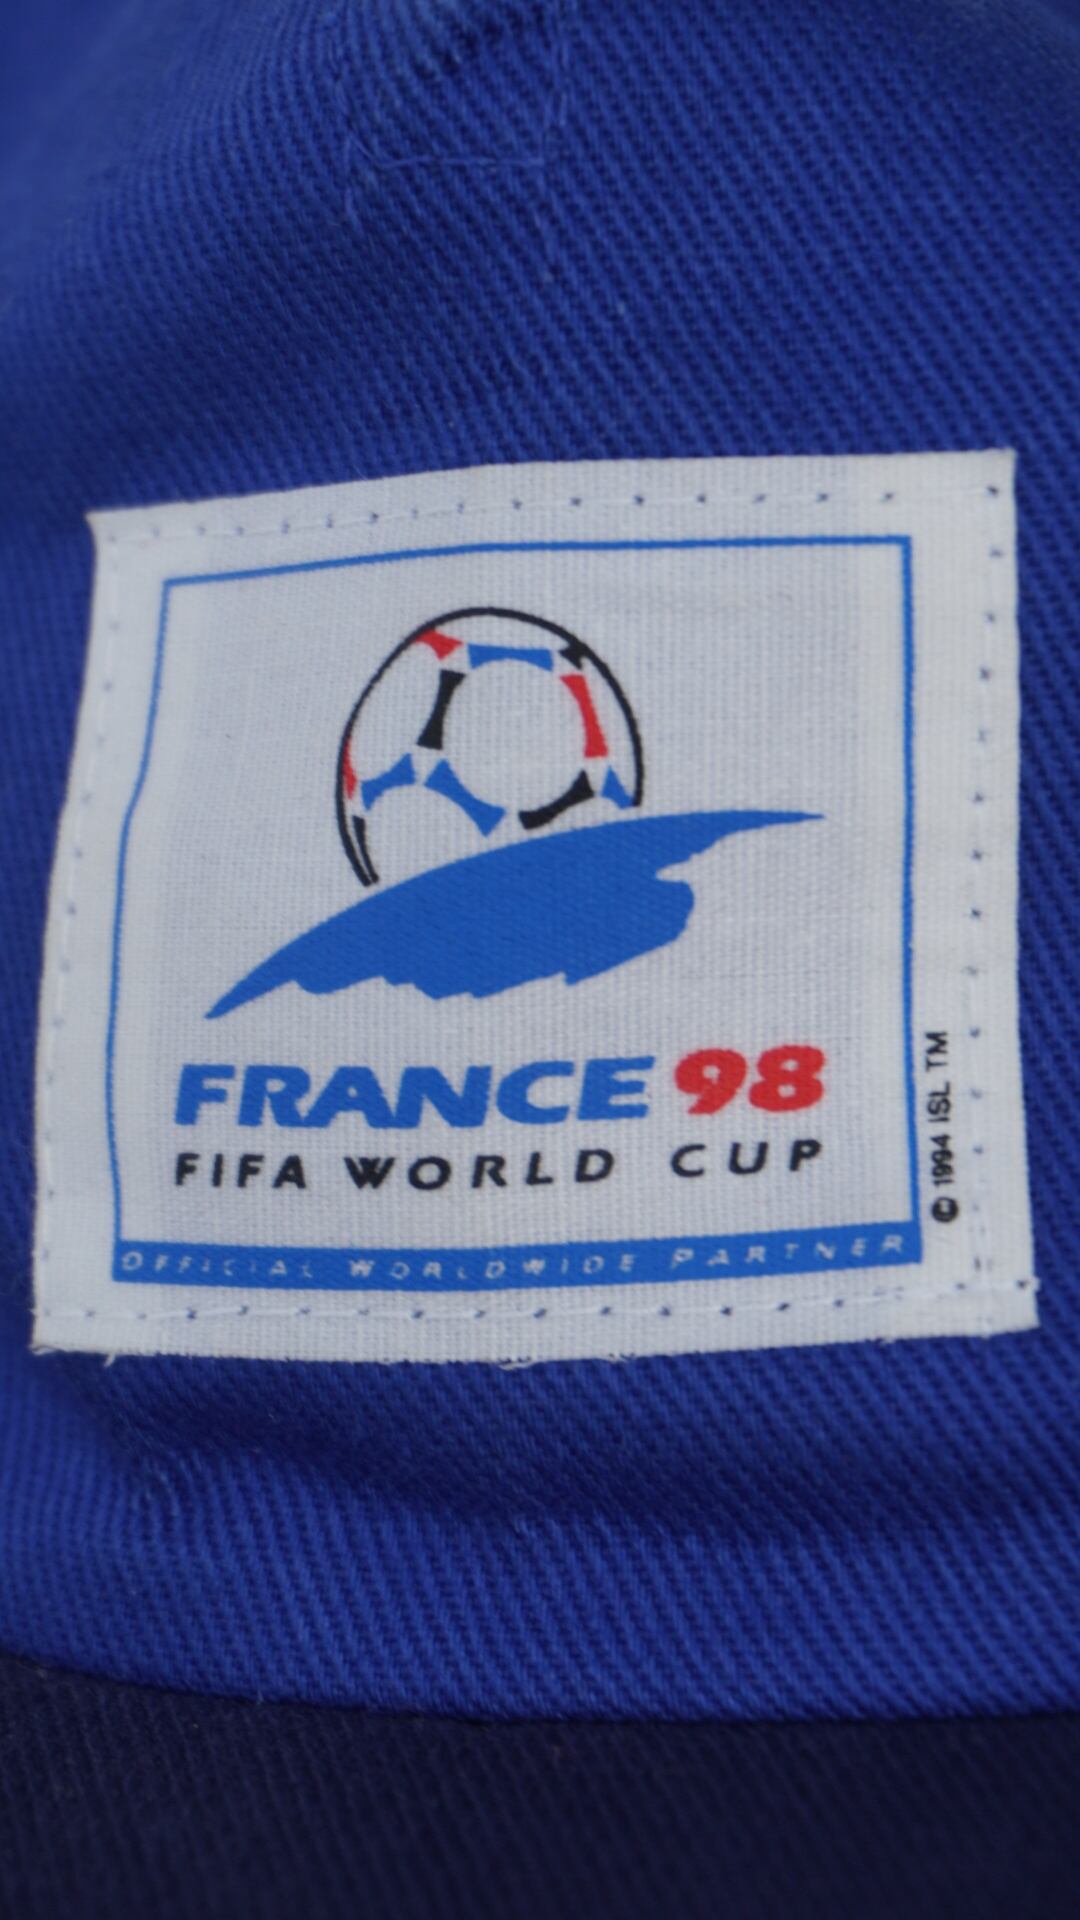 FRANCE 98
FIFA WORLD CUP
OFFICIAL WORLDWIDE PARTNER
© 1994 ISL TM